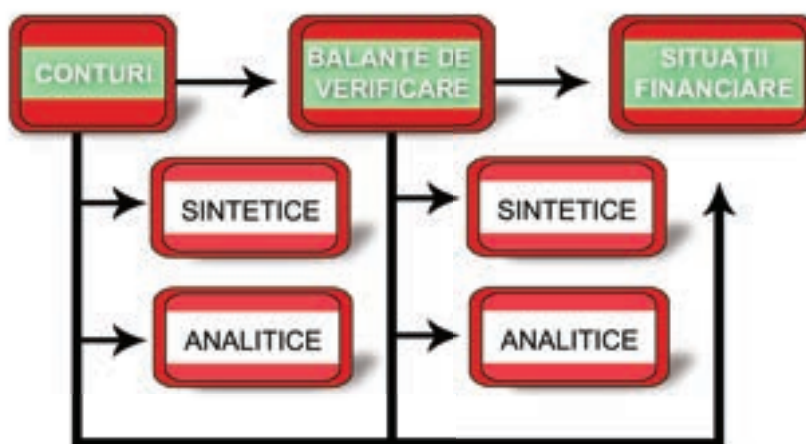 CONTURI
BALANȚE DE
VERIFICARE
SITUAȚII
FINANCIARE
SINTETICE
SINTETICE
ANALITICE
ANALITICE